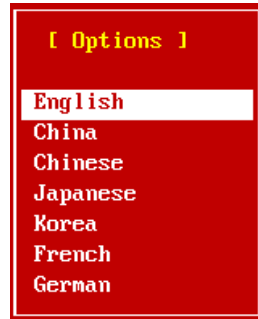 [ Options ]
English
China
Chinese
Japanese
Korea
French
German